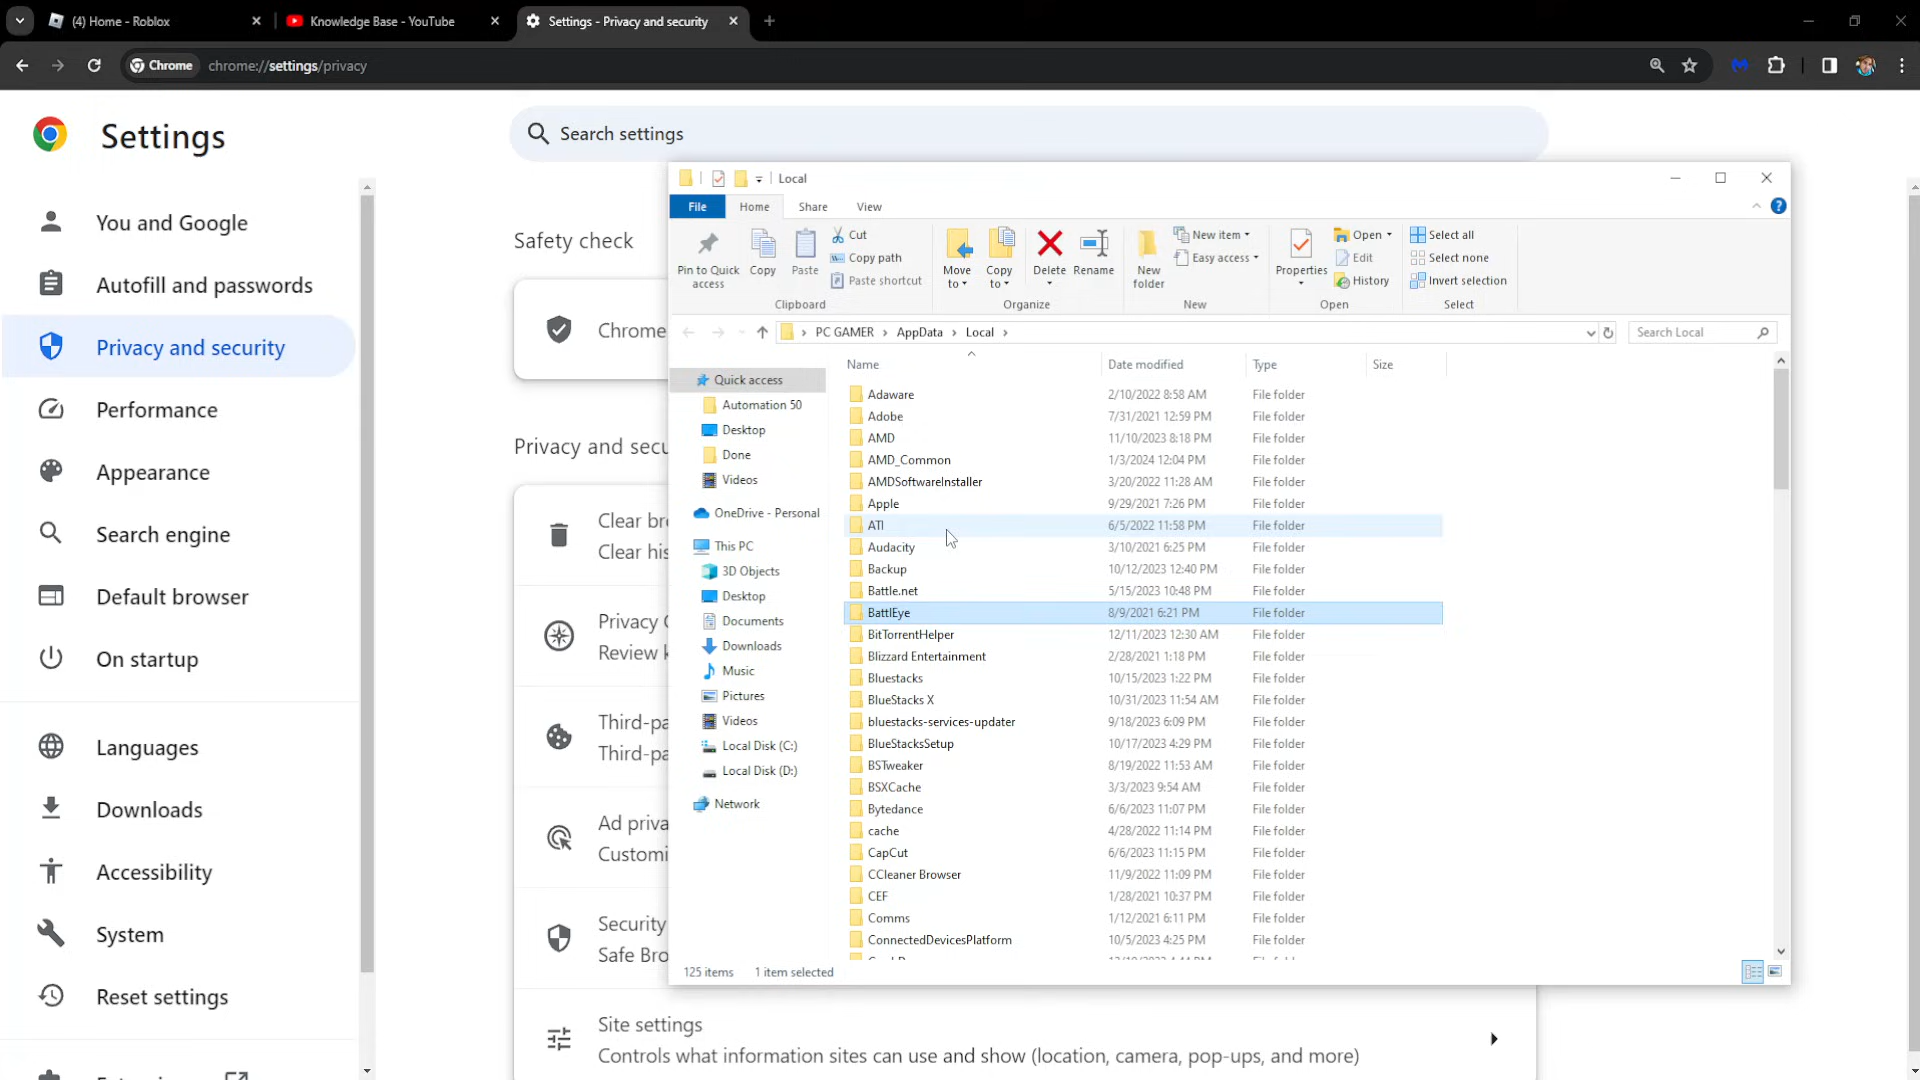 (4) Home - Roblox
Knowledge Base - YouTube
Settings - Privacy and security
Chrome
chrome://settings/privacy
Settings
Search settings
You and Google
Autofill and passwords
Privacy and security
Performance
Appearance
Search engine
Default browser
On startup
Languages
Downloads
Accessibility
System
Reset settings
Safety check
Chrome
Privacy and secu
Clear br
Clear his
Privacy
Review k
Third-pa
Third-pa
Ad priva
Customi
Security
Safe Bro
Site settings
Controls what information sites can use and show (location, camera, pop-ups, and more)
Local
File Home Share View
Pin to Quick access
Copy
Paste
Cut
Copy path
Paste shortcut
Clipboard
Move to
Copy to
Delete
Rename
Organize
New folder
New item
Easy access
New
Properties
Open
Edit
History
Open
Select all
Select none
Invert selection
Select
PC GAMER AppData Local
Search Local
Quick access
Automation 50
Desktop
Done
Videos
OneDrive - Personal
This PC
3D Objects
Desktop
Documents
Downloads
Music
Pictures
Videos
Local Disk (C:)
Local Disk (D:)
Network
Name Date modified Type Size
Adaware 2/10/2022 8:58 AM File folder
Adobe 7/31/2021 12:59 PM File folder
AMD 11/10/2023 8:18 PM File folder
AMD_Common 1/3/2024 12:04 PM File folder
AMDSoftwareInstaller 3/20/2022 11:28 AM File folder
Apple 9/29/2021 7:26 PM File folder
ATI 6/5/2022 11:58 PM File folder
Audacity 3/10/2021 6:25 PM File folder
Backup 10/12/2023 12:40 PM File folder
Battle.net 5/15/2023 10:48 PM File folder
BattlEye 8/9/2021 6:21 PM File folder
BitTorrentHelper 12/11/2023 12:30 AM File folder
Blizzard Entertainment 2/28/2021 1:18 PM File folder
Bluestacks 10/15/2023 1:22 PM File folder
BlueStacks X 10/31/2023 11:54 AM File folder
bluestacks-services-updater 9/18/2023 6:09 PM File folder
BlueStacksSetup 10/17/2023 4:29 PM File folder
BSTweaker 8/19/2022 11:53 AM File folder
BSXCache 3/3/2023 9:54 AM File folder
Bytedance 6/6/2023 11:07 PM File folder
cache 4/28/2022 11:14 PM File folder
CapCut 6/6/2023 11:15 PM File folder
CCleaner Browser 11/9/2022 11:09 PM File folder
CEF 1/28/2021 10:37 PM File folder
Comms 1/12/2021 6:11 PM File folder
ConnectedDevicesPlatform 10/5/2023 4:25 PM File folder
125 items 1 item selected